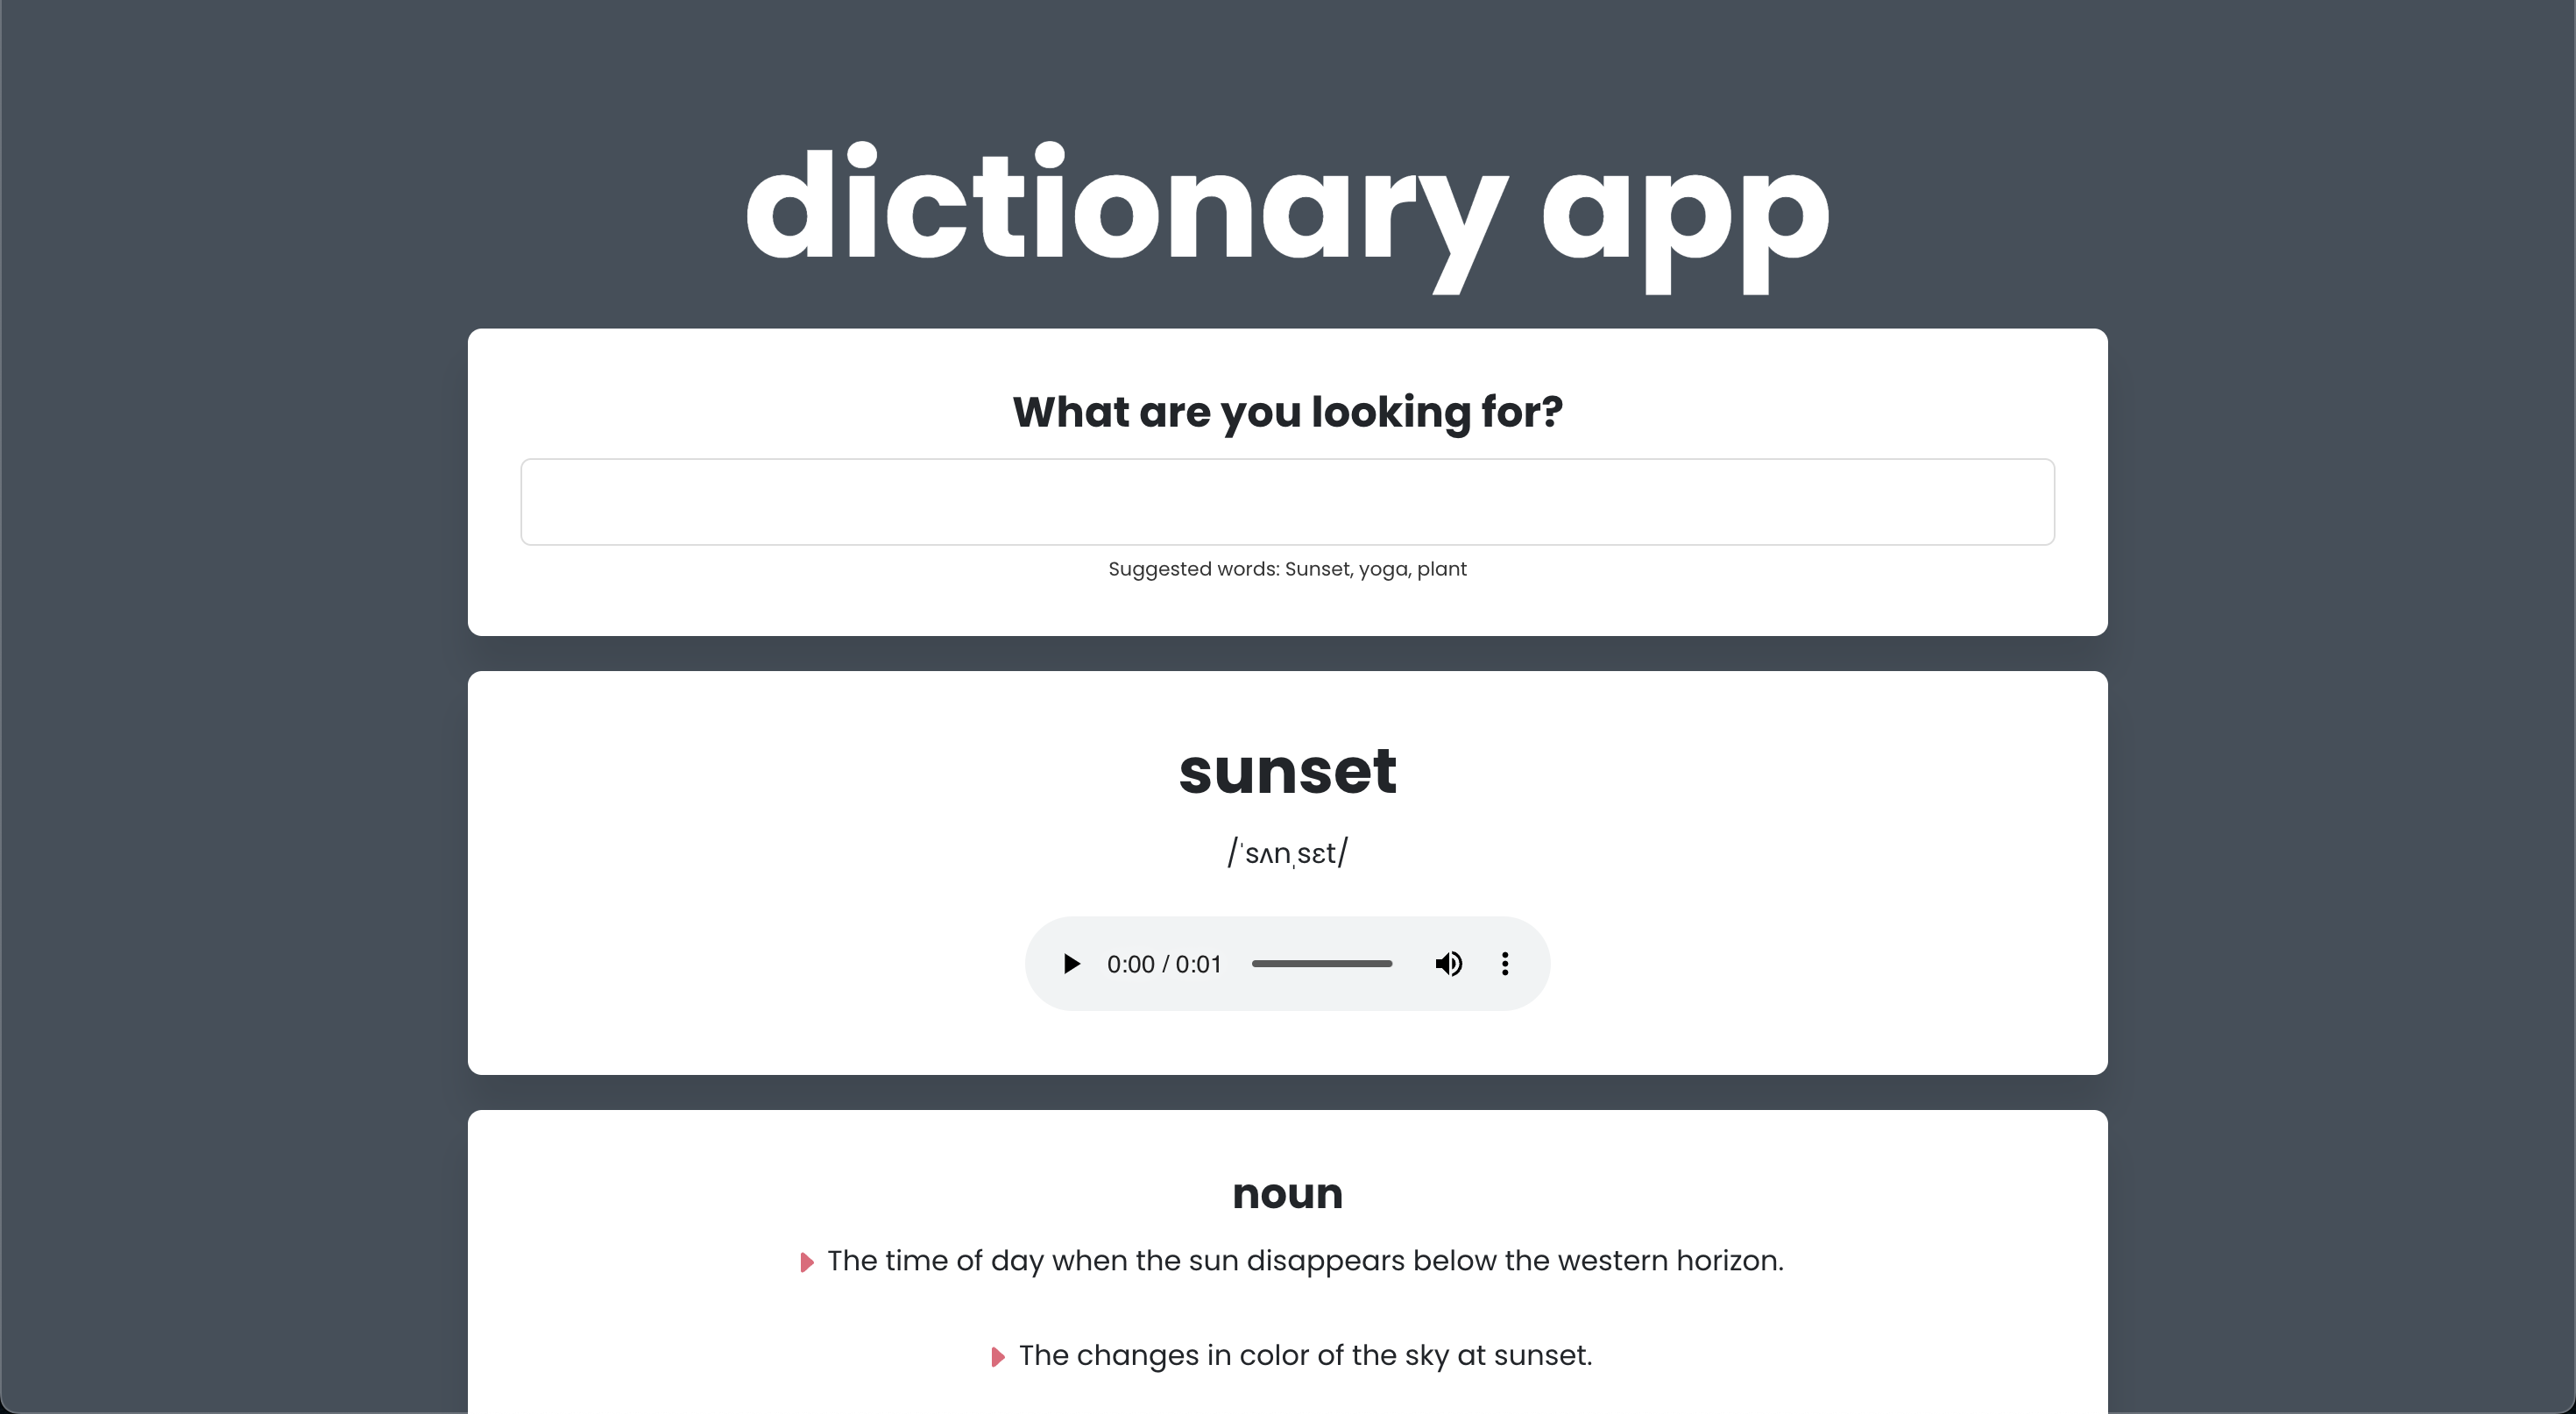 dictionary app
What are you looking for?
Suggested words: Sunset, yoga, plant
sunset
/ˈsʌnˌsɛt/
0:00 / 0:01
noun
The time of day when the sun disappears below the western horizon.
The changes in color of the sky at sunset.